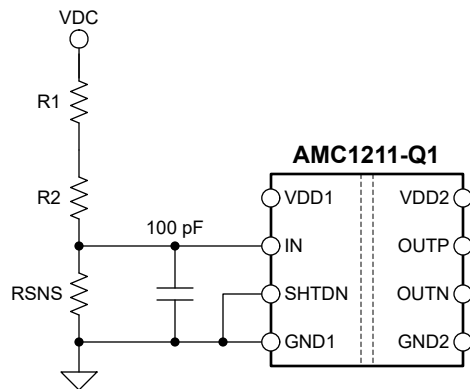 VDC
R1
R2
RSNS
100 pF
AMC1211-Q1
VDD1
IN
SHTDN
GND1
VDD2
OUTP
OUTN
GND2